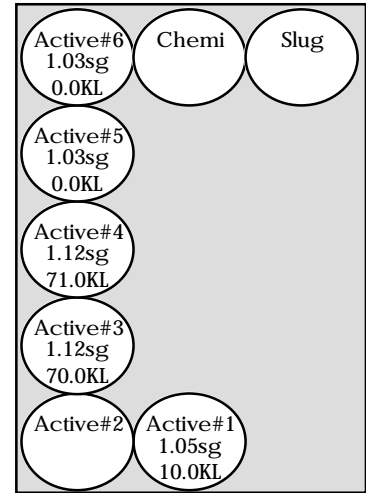 Active#6
1.03sg
0.0KL
Chemi
Slug
Active#5
1.03sg
0.0KL
Active#4
1.12sg
71.0KL
Active#3
1.12sg
70.0KL
Active#2
Active#1
1.05sg
10.0KL